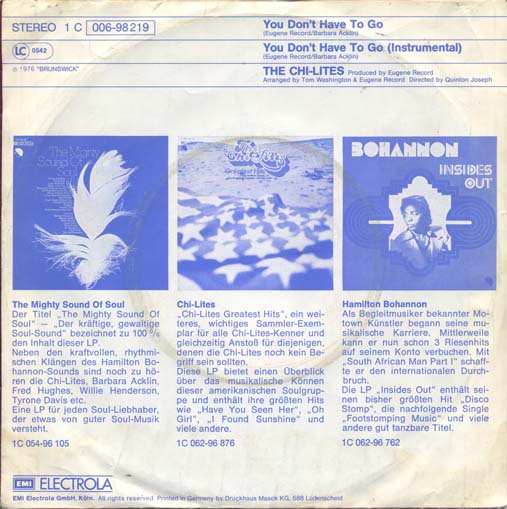 STEREO 1 C 006-98 219
LC 0542
℗ 1976 "BRUNSWICK"
You Don't Have To Go
(Eugene Record/Barbara Acklin)
You Don't Have To Go (Instrumental)
(Eugene Record/Barbara Acklin)
THE CHI-LITES Produced by Eugene Record
Arranged by Tom Washington & Eugene Record Directed by Quinton Joseph
The Mighty
Sound Of
Soul
The
Chi-Lites
BOHANNON
INSIDES
OUT
The Mighty Sound Of Soul
Der Titel „The Mighty Sound Of
Soul" – „Der kräftige, gewaltige
Soul-Sound" bezeichnet zu 100 %
den Inhalt dieser LP.
Neben den kraftvollen, rhythmi-
schen Klängen des Hamilton Bo-
hannon-Sounds sind noch zu hö-
ren die Chi-Lites, Barbara Acklin,
Fred Hughes, Willie Henderson,
Tyrone Davis etc.
Eine LP für jeden Soul-Liebhaber,
der etwas von guter Soul-Musik
versteht.
1C 054-96 105
Chi-Lites
„Chi-Lites Greatest Hits", ein wei-
teres, wichtiges Sammler-Exem-
plar für alle Chi-Lites-Kenner und
gleichzeitig Anstoß für diejenigen,
denen die Chi-Lites noch kein Be-
griff sein sollten.
Diese LP bietet einen Überblick
über das musikalische Können
dieser amerikanischen Soulgrup-
pe und enthält ihre größten Hits
wie „Have You Seen Her", „Oh
Girl", „I Found Sunshine" und
viele andere.
1C 062-96 876
Hamilton Bohannon
Als Begleitmusiker bekannter Mo-
town Künstler begann seine mu-
sikalische Karriere. Mittlerweile
kann er nun schon 3 Riesenhits
auf seinem Konto verbuchen. Mit
"South African Man Part I" schaff-
te er den internationalen Durch-
bruch.
Die LP „Insides Out" enthält sei-
nen bisher größten Hit „Disco
Stomp", die nachfolgende Single
„Footstomping Music" und viele
andere gut tanzbare Titel.
1C 062-96 762
EMI ELECTROLA
EMI Electrola GmbH, Köln. All rights reserved. Printed in Germany by Druckhaus Maack KG, 588 Lüdenscheid